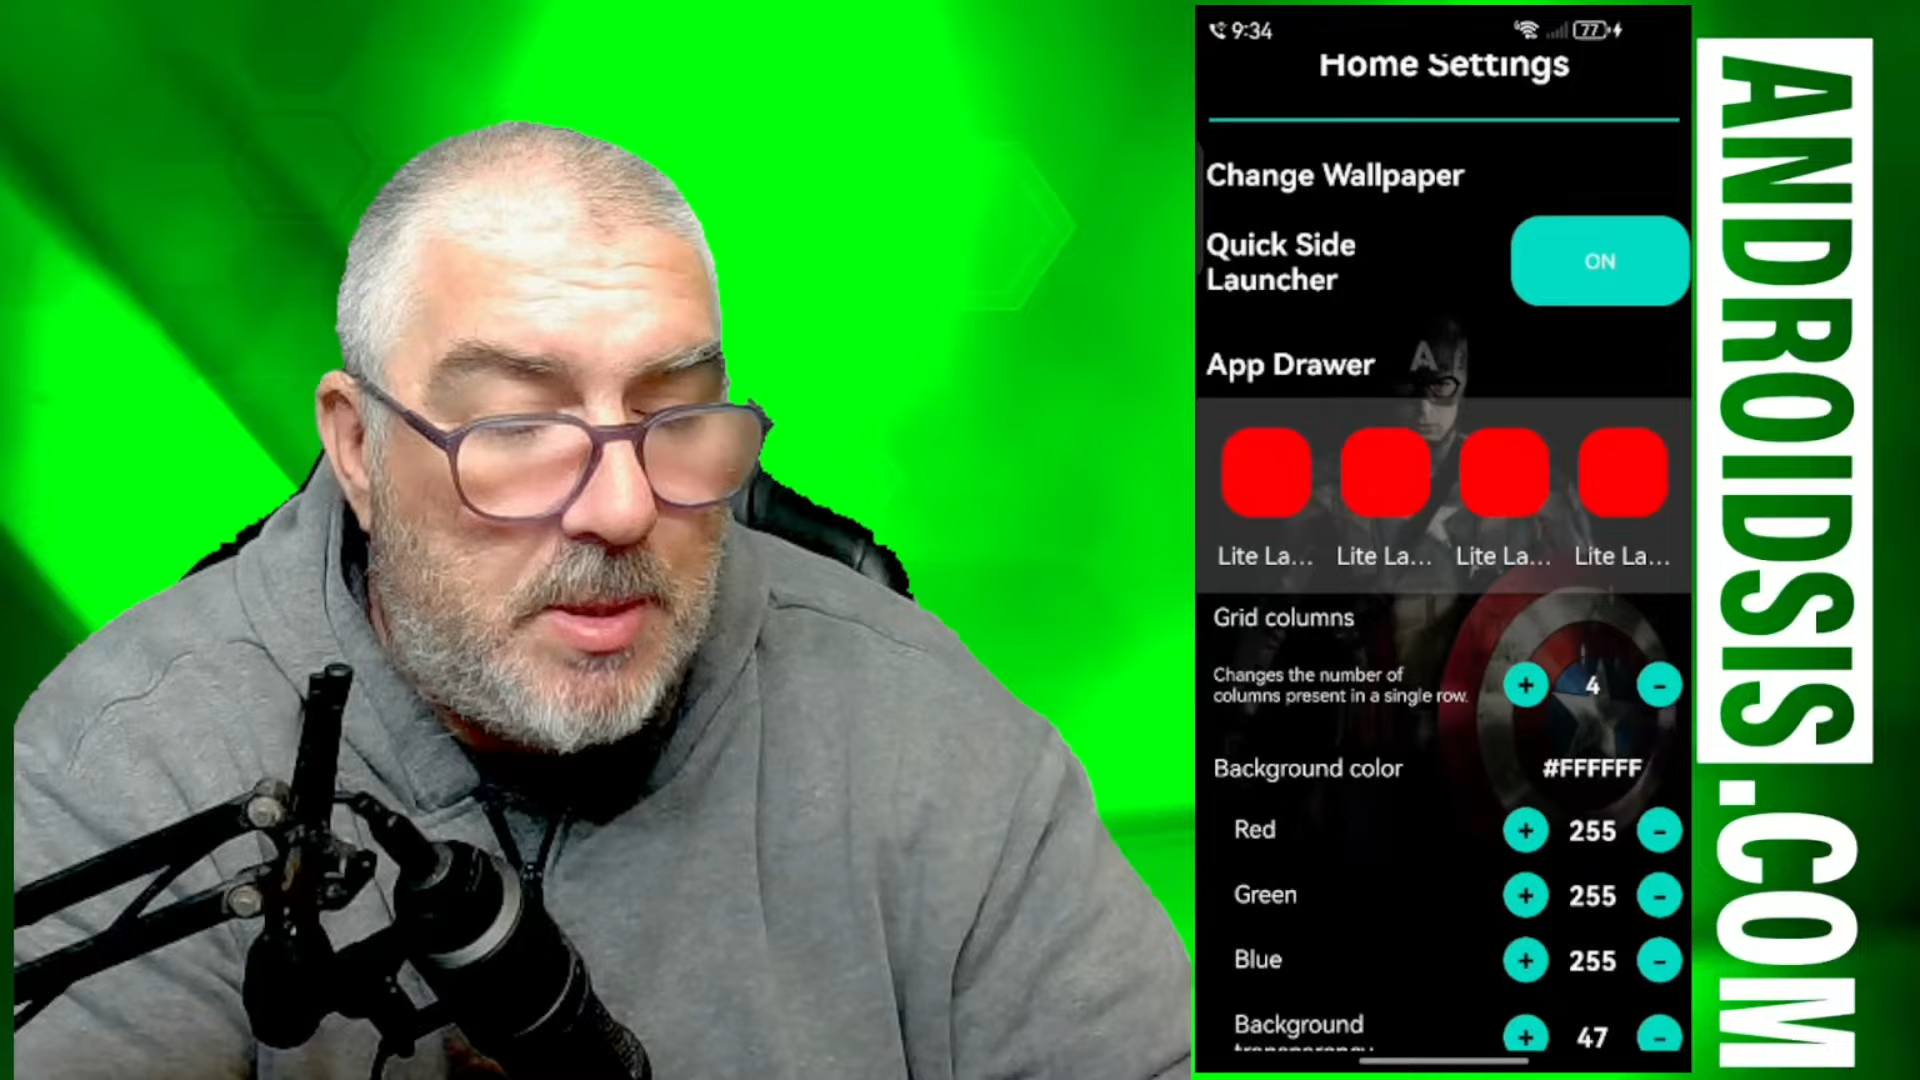 9:34
77
Home Settings
Change Wallpaper
Quick Side
Launcher
ON
App Drawer
A
Lite La... Lite La... Lite La... Lite La...
Grid columns
Changes the number of
columns present in a single row.
+ 4 -
Background color #FFFFFF
Red + 255 -
Green + 255 -
Blue + 255 -
Background
transparency
+ 47 -
ANDROIDSIS.COM